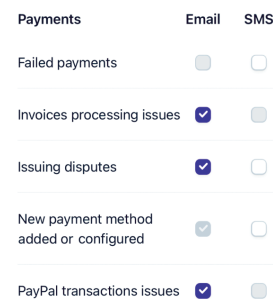 Payments Email SMS
Failed payments
Invoices processing issues
Issuing disputes
New payment method
added or configured
PayPal transactions issues